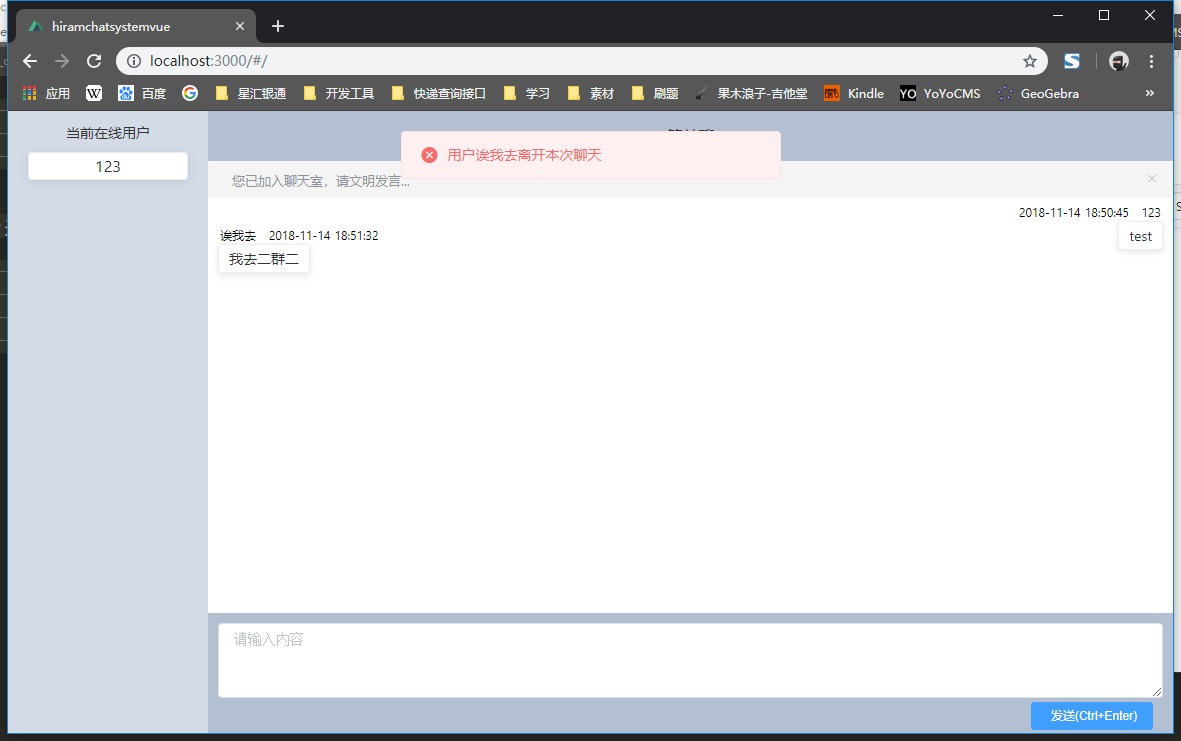 hiramchatsystemvue
localhost:3000/#/
应用 百度 星汇银通 开发工具 快递查询接口 学习 素材 刷题 果木浪子-吉他堂 Kindle YO YoYoCMS GeoGebra »
当前在线用户
123
用户诶我去离开本次聊天
您已加入聊天室，请文明发言...
2018-11-14 18:50:45 123
test
诶我去 2018-11-14 18:51:32
我去二群二
请输入内容
发送(Ctrl+Enter)